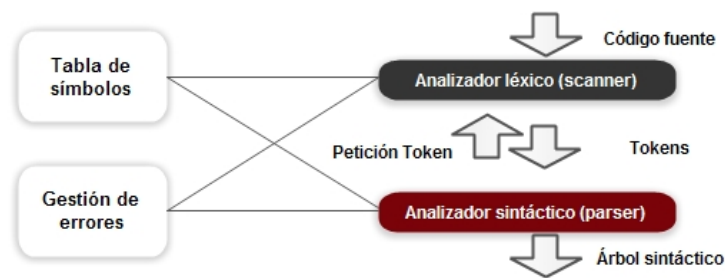 Código fuente
Tabla de
símbolos
Analizador léxico (scanner)
Petición Token
Tokens
Gestión de
errores
Analizador sintáctico (parser)
Árbol sintáctico